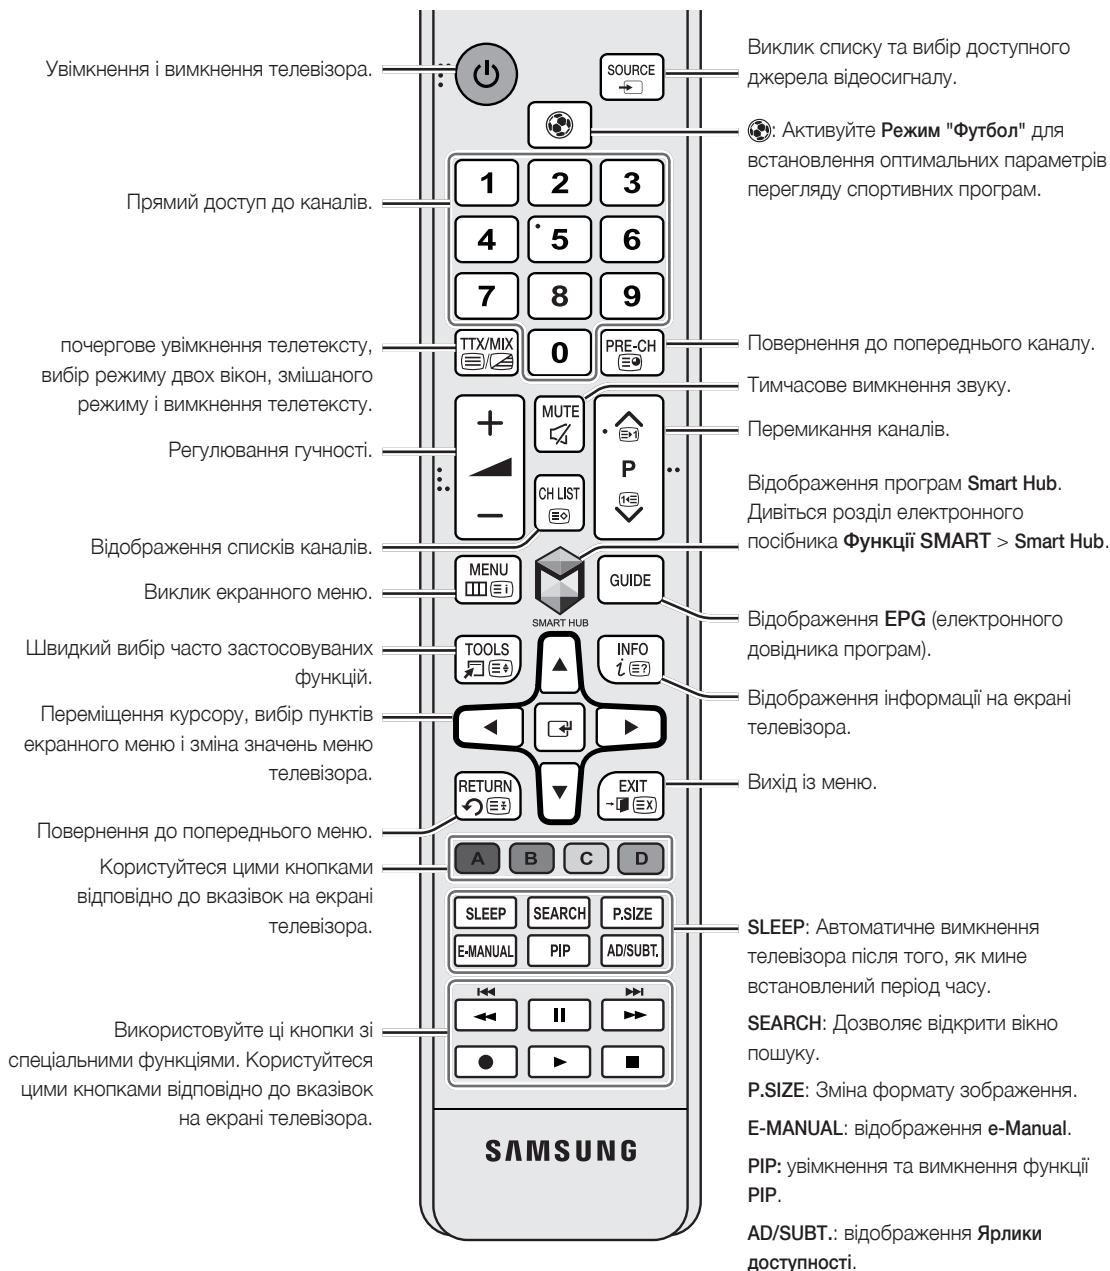 Увімкнення і вимкнення телевізора.
SOURCE
Виклик списку та вибір доступного
джерела відеосигналу.
: Активуйте Режим "Футбол" для
встановлення оптимальних параметрів
перегляду спортивних програм.
Прямий доступ до каналів.
1 2 3
4 5 6
7 8 9
0
TTX/MIX
PRE-CH
почергове увімкнення телетексту,
вибір режиму двох вікон, змішаного
режиму і вимкнення телетексту.
Повернення до попереднього каналу.
MUTE
Тимчасове вимкнення звуку.
Регулювання гучності.
P
Перемикання каналів.
CH LIST
Відображення списків каналів.
Відображення програм Smart Hub.
Дивіться розділ електронного
посібника Функції SMART > Smart Hub.
MENU
Виклик екранного меню.
SMART HUB
GUIDE
Відображення EPG (електронного
довідника програм).
TOOLS
Швидкий вибір часто застосовуваних
функцій.
INFO
i
Відображення інформації на екрані
телевізора.
Переміщення курсору, вибір пунктів
екранного меню і зміна значень меню
телевізора.
RETURN
Повернення до попереднього меню.
EXIT
Вихід із меню.
A B C D
Користуйтеся цими кнопками
відповідно до вказівок на екрані
телевізора.
SLEEP SEARCH P.SIZE
E-MANUAL PIP AD/SUBT.
SLEEP: Автоматичне вимкнення
телевізора після того, як мине
встановлений період часу.
SEARCH: Дозволяє відкрити вікно
пошуку.
P.SIZE: Зміна формату зображення.
E-MANUAL: відображення e-Manual.
PIP: увімкнення та вимкнення функції
PIP.
AD/SUBT.: відображення Ярлики
доступності.
Використовуйте ці кнопки зі
спеціальними функціями. Користуйтеся
цими кнопками відповідно до вказівок
на екрані телевізора.
SAMSUNG